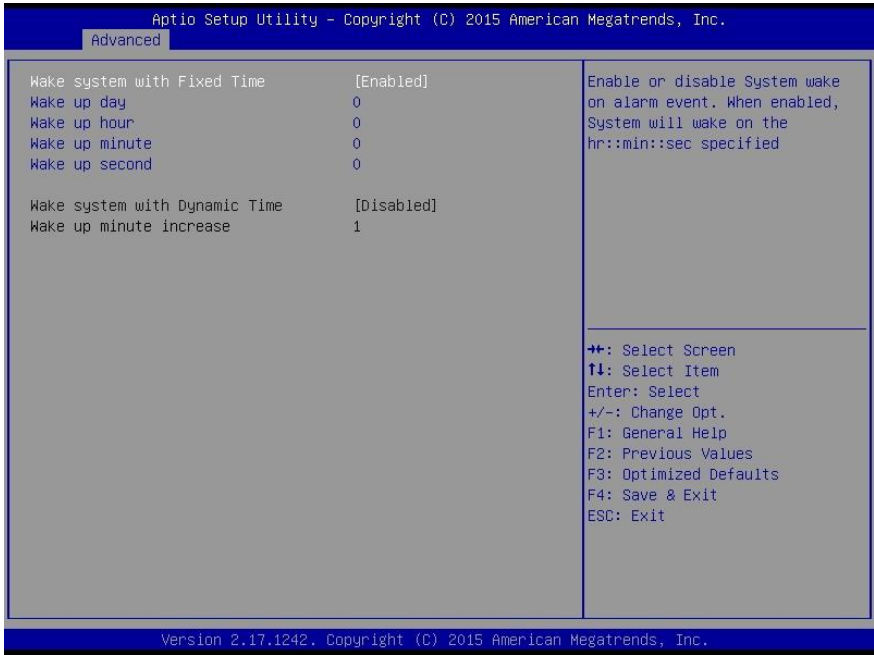 Aptio Setup Utility – Copyright (C) 2015 American Megatrends, Inc.
Advanced
Wake system with Fixed Time [Enabled]
Wake up day 0
Wake up hour 0
Wake up minute 0
Wake up second 0
Wake system with Dynamic Time [Disabled]
Wake up minute increase 1
Enable or disable System wake
on alarm event. When enabled,
System will wake on the
hr::min::sec specified
→←: Select Screen
↑↓: Select Item
Enter: Select
+/-: Change Opt.
F1: General Help
F2: Previous Values
F3: Optimized Defaults
F4: Save & Exit
ESC: Exit
Version 2.17.1242. Copyright (C) 2015 American Megatrends, Inc.